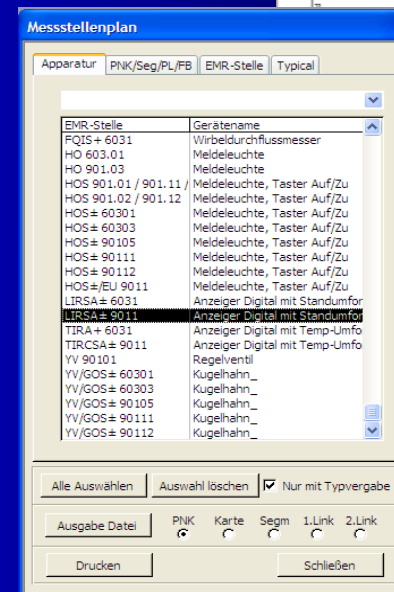 Messstellenplan
Apparatur PNK/Seg/PL/FB EMR-Stelle Typical
EMR-Stelle Gerätename
FQIS+ 6031 Wirbeldurchflussmesser
HO 603.01 Meldeleuchte
HO 901.03 Meldeleuchte
HOS 901.01 / 901.11 / Meldeleuchte, Taster Auf/Zu
HOS 901.02 / 901.12 Meldeleuchte, Taster Auf/Zu
HOS± 60301 Meldeleuchte, Taster Auf/Zu
HOS± 60303 Meldeleuchte, Taster Auf/Zu
HOS± 90105 Meldeleuchte, Taster Auf/Zu
HOS± 90111 Meldeleuchte, Taster Auf/Zu
HOS± 90112 Meldeleuchte, Taster Auf/Zu
HOS±/EU 9011 Meldeleuchte, Taster Auf/Zu
LIRSA± 6031 Anzeiger Digital mit Standumfor
LIRSA± 9011 Anzeiger Digital mit Standumfor
TIRA+ 6031 Anzeiger Digital mit Temp-Umfo
TIRCSA± 9011 Anzeiger Digital mit Temp-Umfo
YV 90101 Regelventil
YV/GOS± 60301 Kugelhahn_
YV/GOS± 60303 Kugelhahn_
YV/GOS± 90105 Kugelhahn_
YV/GOS± 90111 Kugelhahn_
YV/GOS± 90112 Kugelhahn_
Alle Auswählen Auswahl löschen Nur mit Typvergabe
Ausgabe Datei PNK Karte Segm 1.Link 2.Link
Drucken Schließen